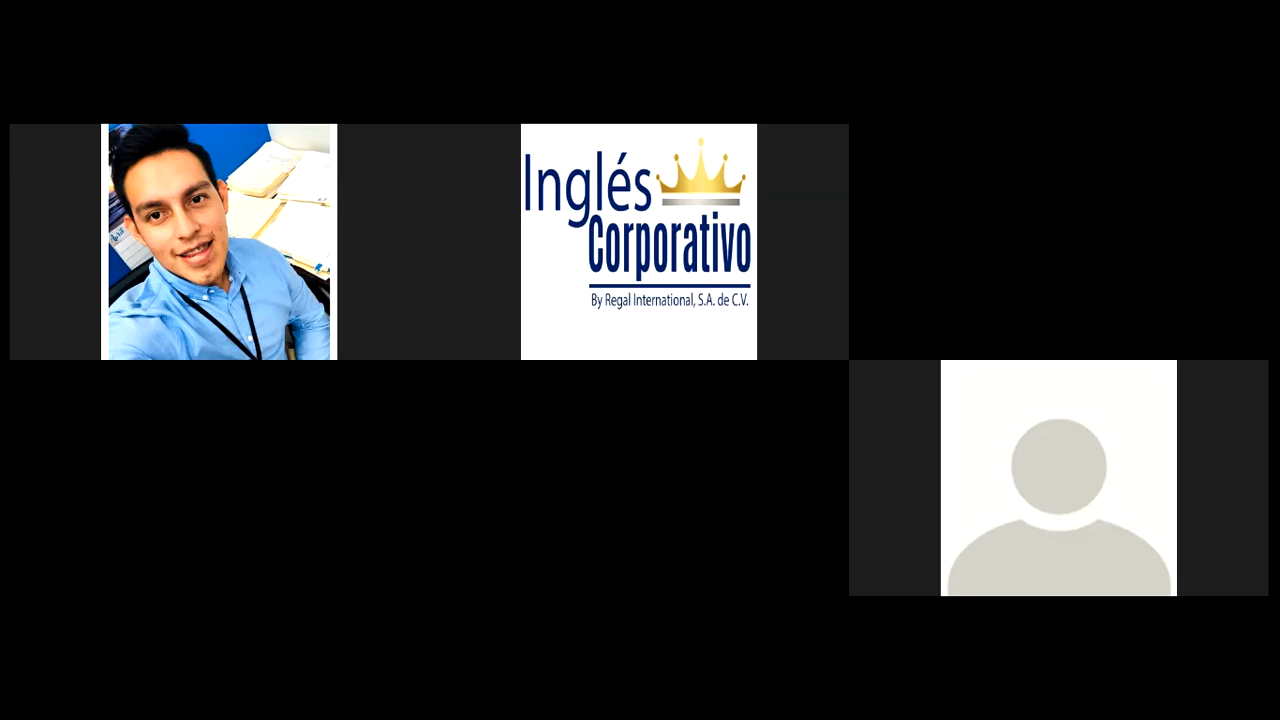 Inglés
Corporativo
By Regal International, S.A. de C.V.